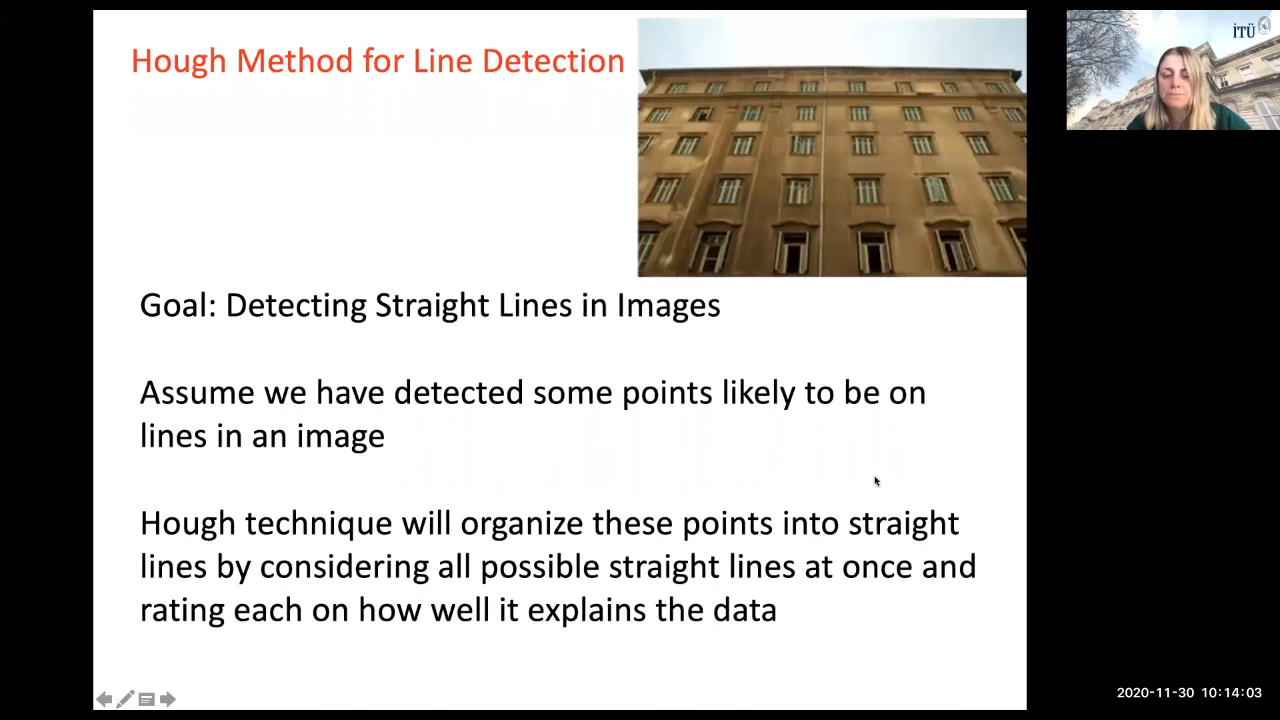 Hough Method for Line Detection
İTÜ
Goal: Detecting Straight Lines in Images
Assume we have detected some points likely to be on
lines in an image
Hough technique will organize these points into straight
lines by considering all possible straight lines at once and
rating each on how well it explains the data
2020-11-30 10:14:03